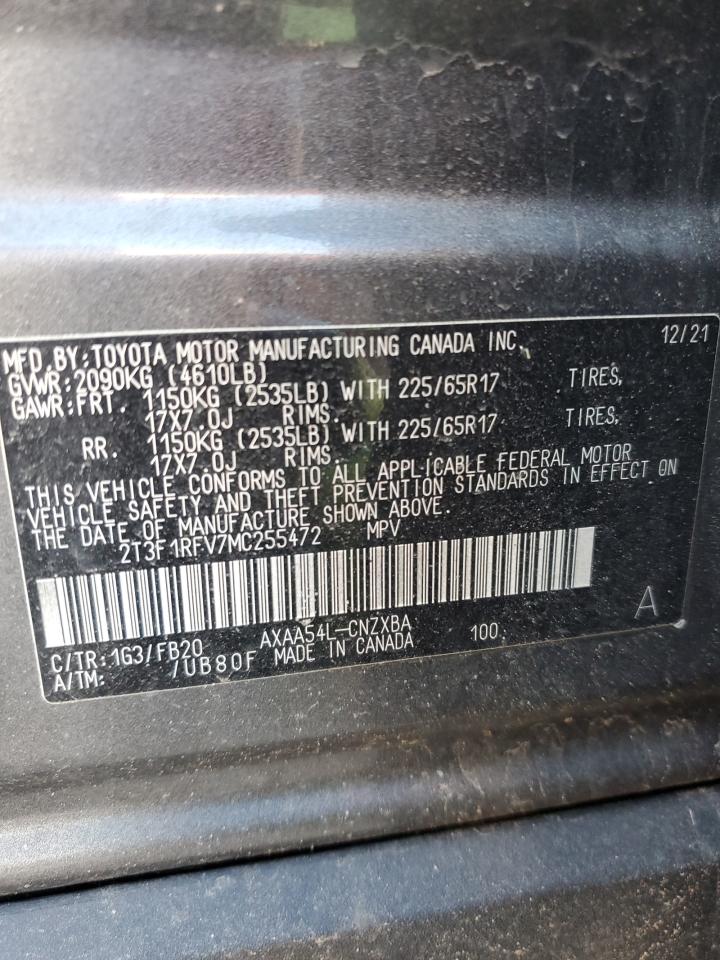 MFD.BY:TOYOTA MOTOR MANUFACTURING CANADA INC. 12/21
GVWR:2090KG (4610LB)
GAWR:FRT. 1150KG (2535LB) WITH 225/65R17 TIRES,
17X7.0J RIMS.
RR. 1150KG (2535LB) WITH 225/65R17 TIRES,
17X7.0J RIMS.
THIS VEHICLE CONFORMS TO ALL APPLICABLE FEDERAL MOTOR
VEHICLE SAFETY AND THEFT PREVENTION STANDARDS IN EFFECT ON
THE DATE OF MANUFACTURE SHOWN ABOVE.
2T3F1RFV7MC255472 MPV
A
C/TR:1G3/FB20 AXAA54L-CNZXBA 100
A/TM: /UB80F MADE IN CANADA